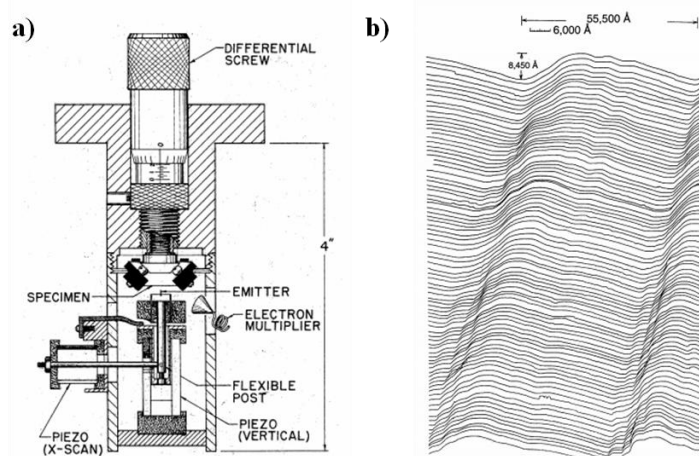 a)
DIFFERENTIAL
SCREW
4"
SPECIMEN
EMITTER
ELECTRON
MULTIPLIER
FLEXIBLE
POST
PIEZO
(VERTICAL)
PIEZO
(X-SCAN)
b)
55,500 Å
6,000 Å
8,450 Å